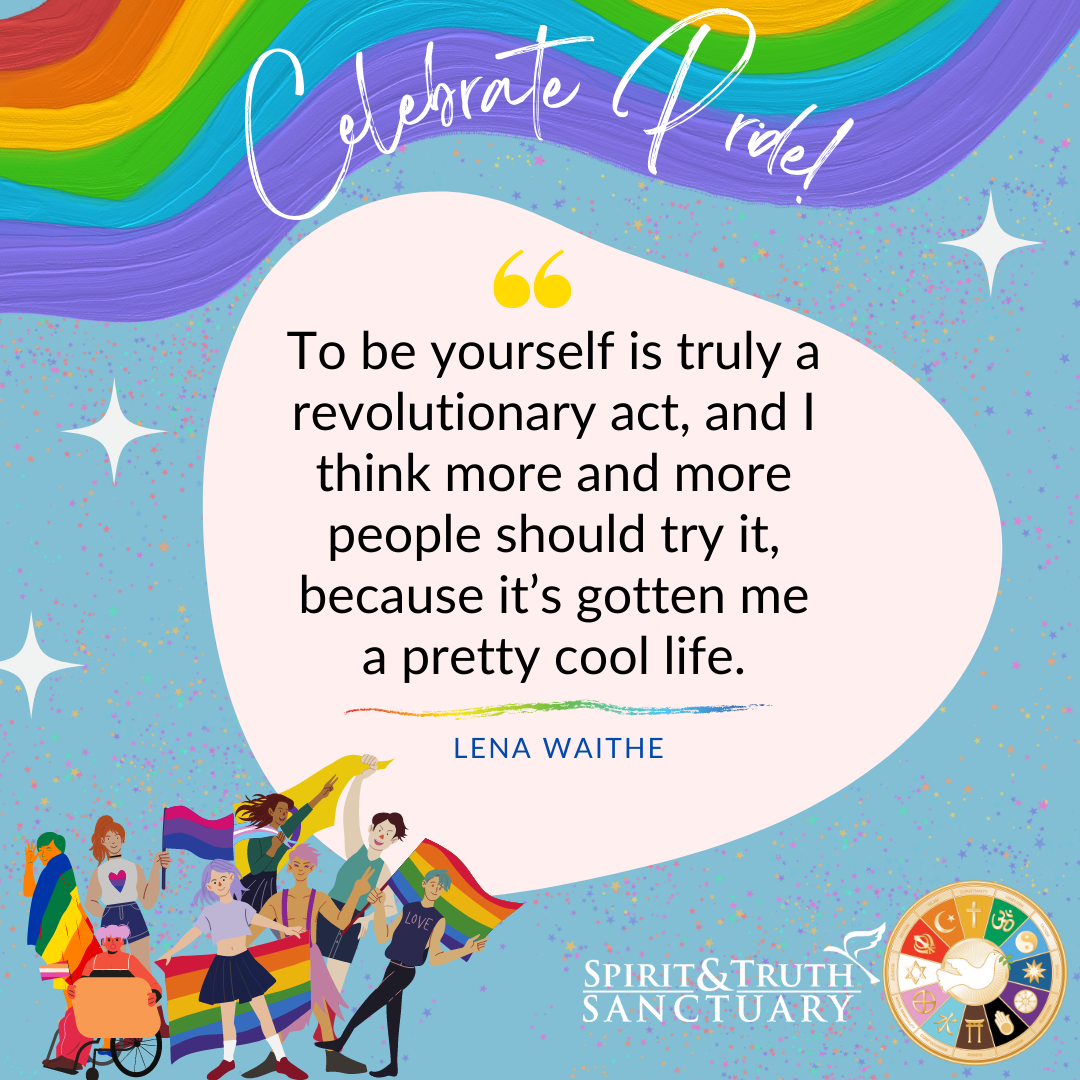 Celebrate Pride!
“
To be yourself is truly a
revolutionary act, and I
think more and more
people should try it,
because it’s gotten me
a pretty cool life.
LENA WAITHE
LOVE
SPIRIT&TRUTH
SANCTUARY